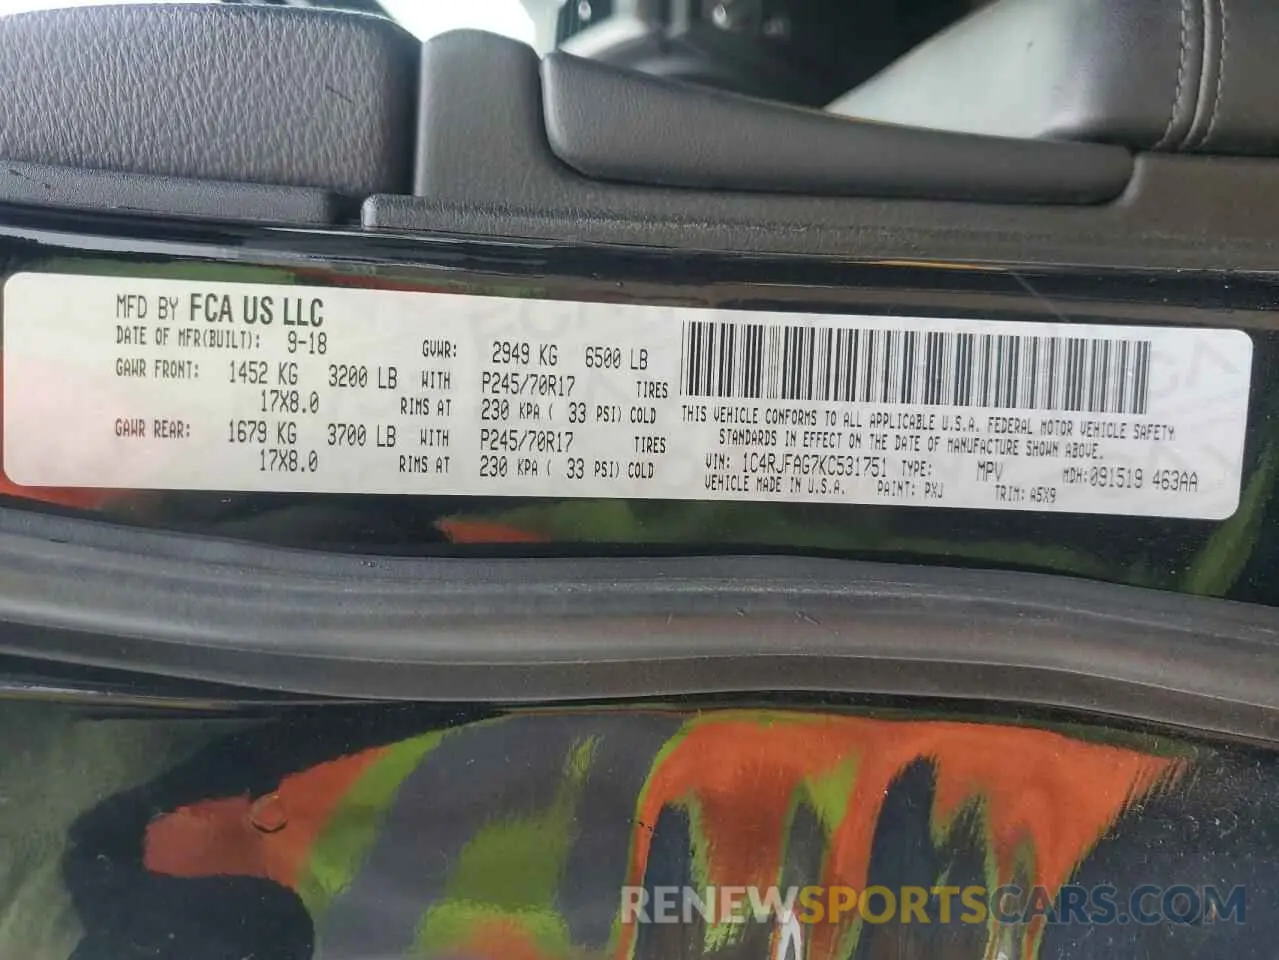 MFD BY FCA US LLC
DATE OF MFR(BUILT): 9-18 GVWR: 2949 KG 6500 LB
GAWR FRONT: 1452 KG 3200 LB WITH P245/70R17 TIRES
17X8.0 RIMS AT 230 KPA ( 33 PSI) COLD
GAWR REAR: 1679 KG 3700 LB WITH P245/70R17 TIRES
17X8.0 RIMS AT 230 KPA ( 33 PSI) COLD
THIS VEHICLE CONFORMS TO ALL APPLICABLE U.S.A. FEDERAL MOTOR VEHICLE SAFETY
STANDARDS IN EFFECT ON THE DATE OF MANUFACTURE SHOWN ABOVE.
VIN: 1C4RJFAG7KC531751 TYPE: MPV MDH:091519 463AA
VEHICLE MADE IN U.S.A. PAINT: PXJ TRIM: A5X9
RENEWSPORTSCARS.COM